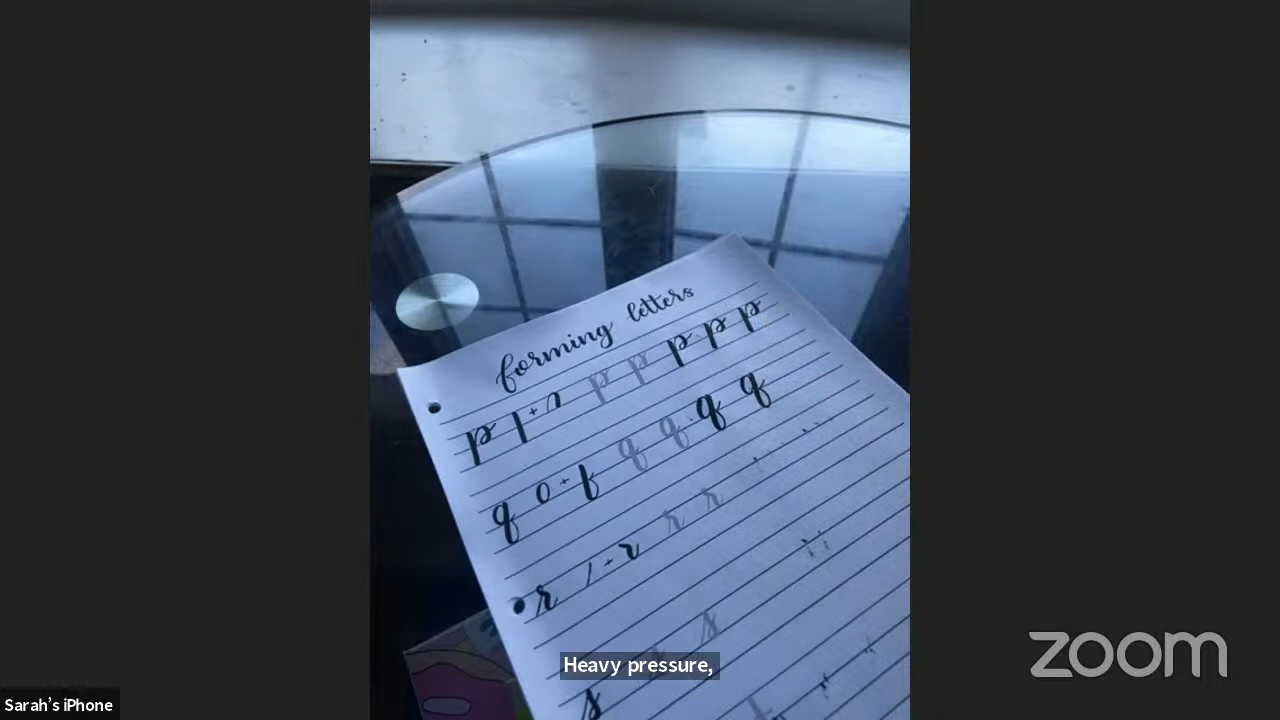 forming letters
p l + n p p p p p
q o + f q q q q
r / + r r r
s s
Heavy pressure,
zoom
Sarah's iPhone